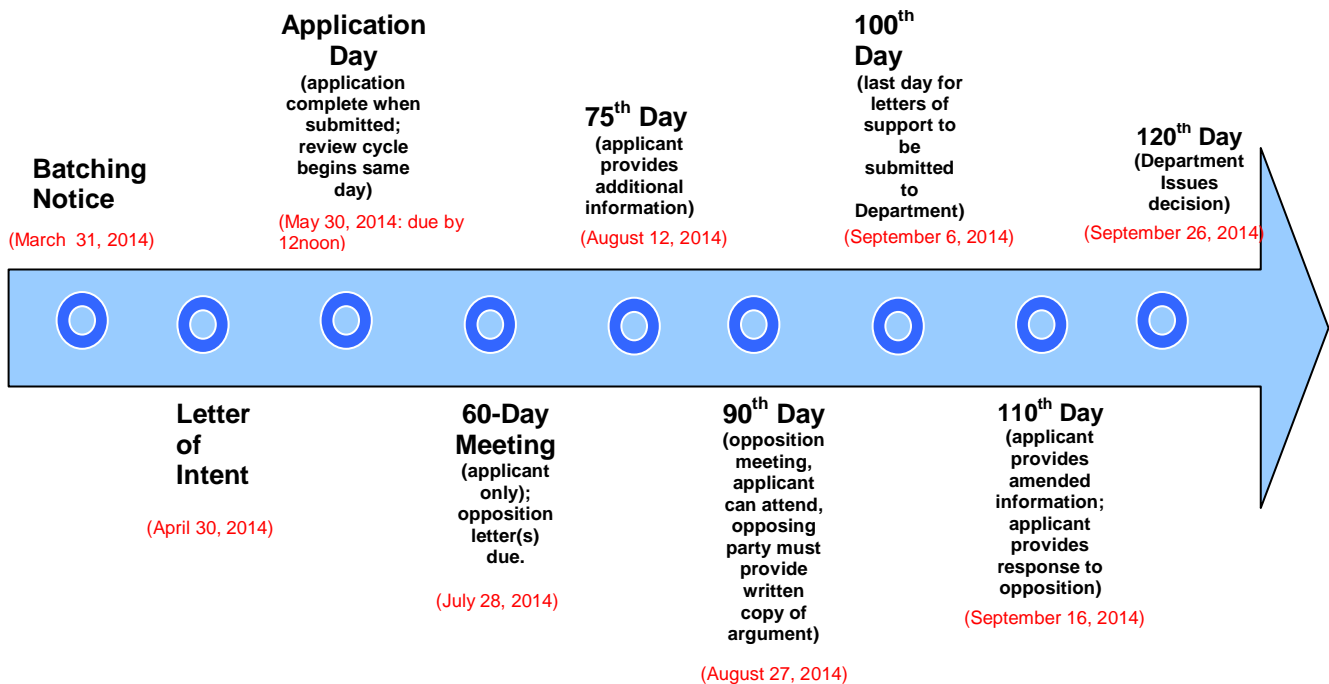 Batching
Notice
(March 31, 2014)
Letter
of
Intent
(April 30, 2014)
Application
Day
(application
complete when
submitted;
review cycle
begins same
day)
(May 30, 2014: due by
12noon)
60-Day
Meeting
(applicant
only);
opposition
letter(s)
due.
(July 28, 2014)
75th Day
(applicant
provides
additional
information)
(August 12, 2014)
90th Day
(opposition
meeting,
applicant
can attend,
opposing
party must
provide
written
copy of
argument)
(August 27, 2014)
100th
Day
(last day for
letters of
support to
be
submitted
to
Department)
(September 6, 2014)
110th Day
(applicant
provides
amended
information;
applicant
provides
response to
opposition)
(September 16, 2014)
120th Day
(Department
Issues
decision)
(September 26, 2014)